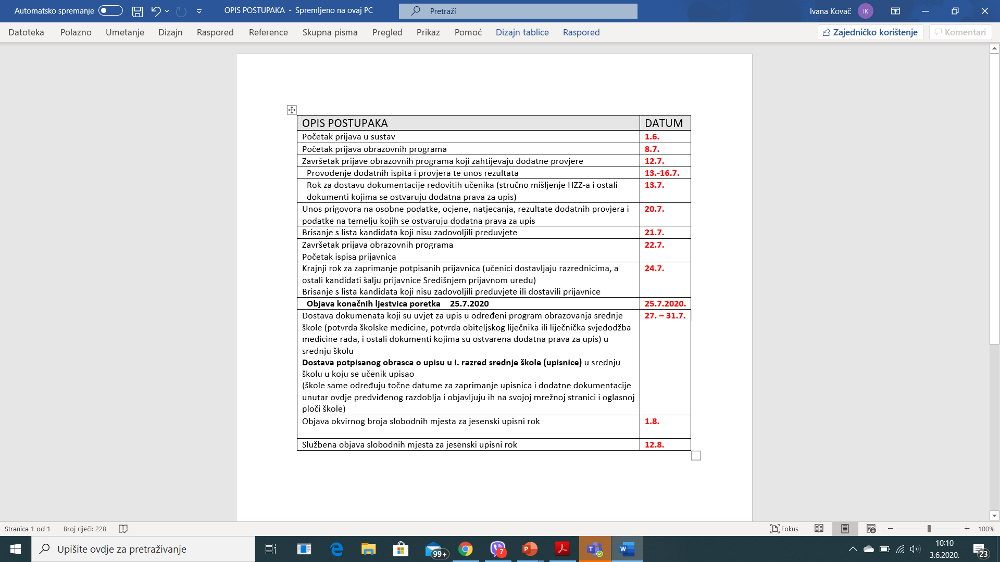 Automatsko spremanje
OPIS POSTUPAKA - Spremljeno na ovaj PC
Pretraži
Ivana Kovač
IK
Datoteka Polazno Umetanje Dizajn Raspored Reference Skupna pisma Pregled Prikaz Pomoć Dizajn tablice Raspored
Zajedničko korištenje
Komentari
OPIS POSTUPAKA DATUM
Početak prijava u sustav 1.6.
Početak prijava obrazovnih programa 8.7.
Završetak prijave obrazovnih programa koji zahtijevaju dodatne provjere 12.7.
Provođenje dodatnih ispita i provjera te unos rezultata 13.-16.7.
Rok za dostavu dokumentacije redovitih učenika (stručno mišljenje HZZ-a i ostali 13.7.
dokumenti kojima se ostvaruju dodatna prava za upis)
Unos prigovora na osobne podatke, ocjene, natjecanja, rezultate dodatnih provjera i 20.7.
podatke na temelju kojih se ostvaruju dodatna prava za upis
Brisanje s lista kandidata koji nisu zadovoljili preduvjete 21.7.
Završetak prijava obrazovnih programa 22.7.
Početak ispisa prijavnica
Krajnji rok za zaprimanje potpisanih prijavnica (učenici dostavljaju razrednicima, a 24.7.
ostali kandidati šalju prijavnice Središnjem prijavnom uredu)
Brisanje s lista kandidata koji nisu zadovoljili preduvjete ili dostavili prijavnice
Objava konačnih ljestvica poretka 25.7.2020 25.7.2020.
Dostava dokumenata koji su uvjet za upis u određeni program obrazovanja srednje 27. – 31.7.
škole (potvrda školske medicine, potvrda obiteljskog liječnika ili liječnička svjedodžba
medicine rada, i ostali dokumenti kojima su ostvarena dodatna prava za upis) u
srednju školu
Dostava potpisanog obrasca o upisu u I. razred srednje škole (upisnice) u srednju
školu u koju se učenik upisao
(škole same određuju točne datume za zaprimanje upisnica i dodatne dokumentacije
unutar ovdje predviđenog razdoblja i objavljuju ih na svojoj mrežnoj stranici i oglasnoj
ploči škole)
Objava okvirnog broja slobodnih mjesta za jesenski upisni rok 1.8.
Službena objava slobodnih mjesta za jesenski upisni rok 12.8.
Stranica 1 od 1 Broj riječi: 228
Fokus
100%
Upišite ovdje za pretraživanje
99+
7
10:10
3.6.2020.
23